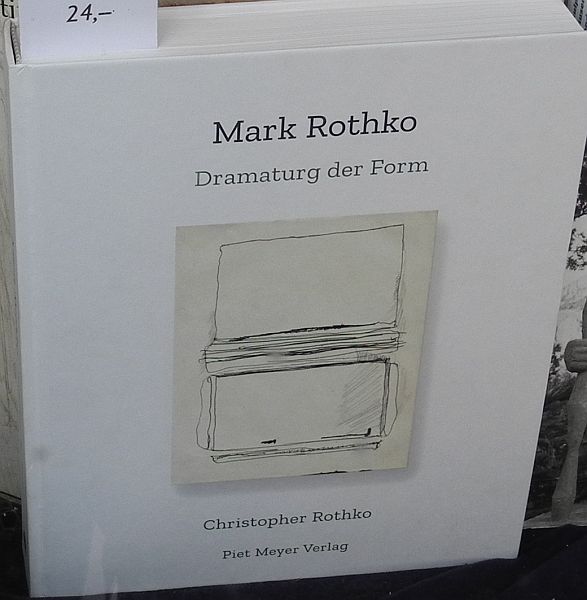 24,–
Mark Rothko
Dramaturg der Form
Christopher Rothko
Piet Meyer Verlag